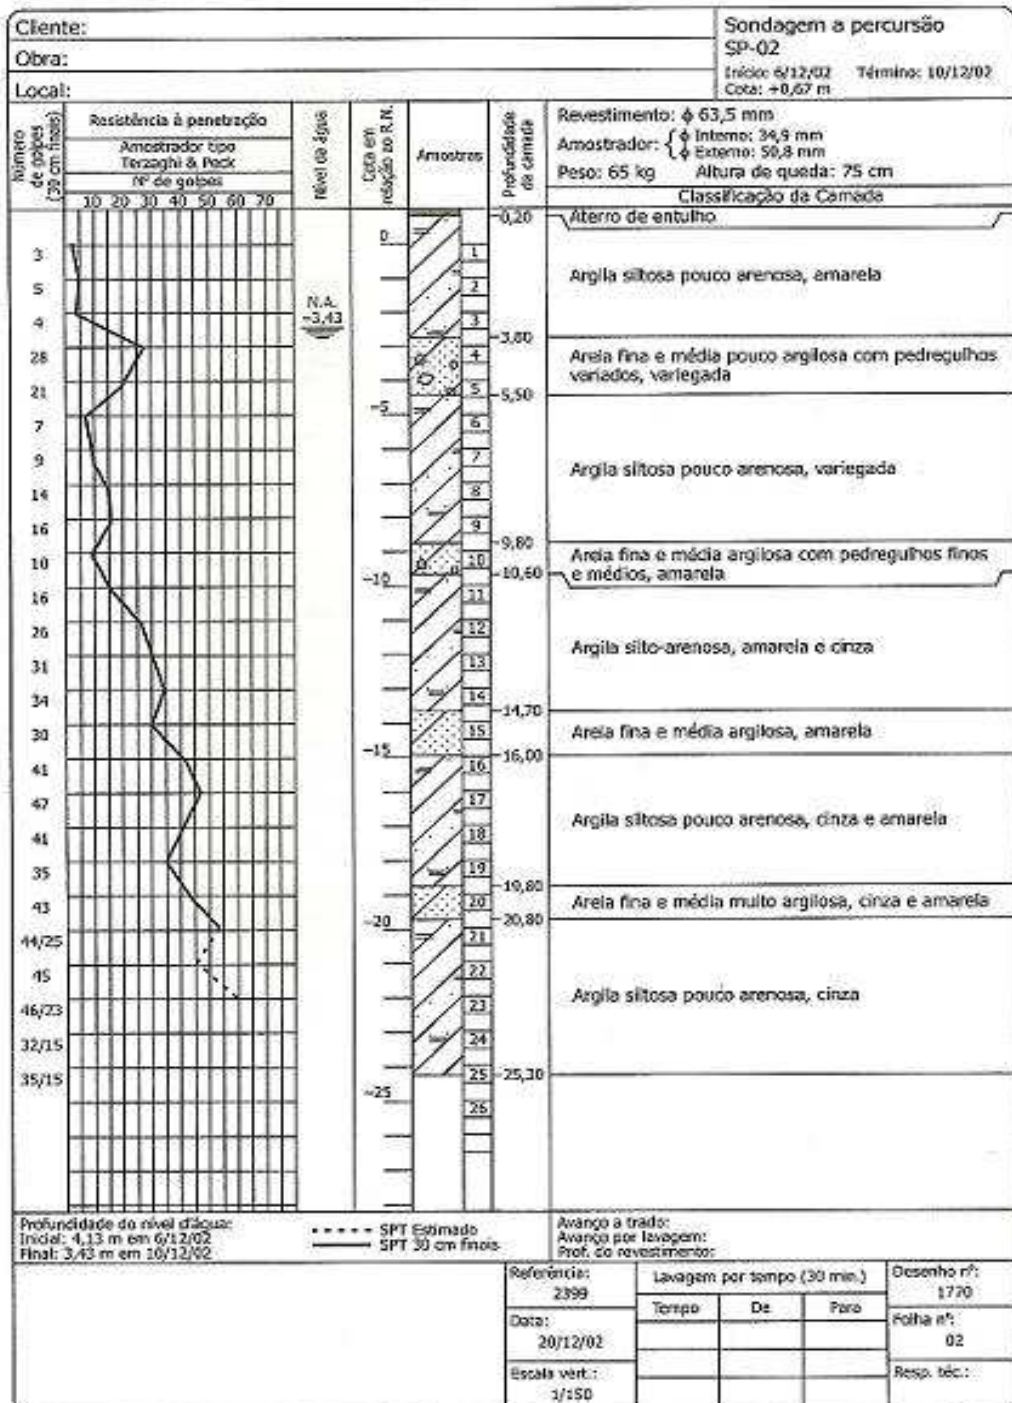 Cliente:
Obra:
Local:
Sondagem a percursão
SP-02
Início: 6/12/02 Término: 10/12/02
Cota: +0,67 m
Número de golpes (30 cm finais)
Resistência à penetração
Amostrador tipo
Terzaghi & Peck
Nº de golpes
10 20 30 40 50 60 70
Nível da água
Cota em relação ao R.N.
Amostras
Profundidade da camada
Revestimento: ϕ 63,5 mm
Amostrador: { ϕ Interno: 34,9 mm
ϕ Externo: 50,8 mm
Peso: 65 kg Altura de queda: 75 cm
Classificação da Camada
3
5
4
28
21
7
9
14
16
10
16
26
31
34
30
41
47
41
35
43
44/25
45
46/23
32/15
35/15
N.A.
-3,43
0
-5
-10
-15
-20
-25
1
2
3
4
5
6
7
8
9
10
11
12
13
14
15
16
17
18
19
20
21
22
23
24
25
26
0,20
3,80
5,50
9,80
10,60
14,70
16,00
19,80
20,80
Aterro de entulho
Argila siltosa pouco arenosa, amarela
Areia fina e média pouco argilosa com pedregulhos
variados, variegada
Argila siltosa pouco arenosa, variegada
Areia fina e média argilosa com pedregulhos finos
e médios, amarela
Argila silto-arenosa, amarela e cinza
Areia fina e média argilosa, amarela
Argila siltosa pouco arenosa, cinza e amarela
Areia fina e média muito argilosa, cinza e amarela
Argila siltosa pouco arenosa, cinza
Profundidade do nível d'água:
Inicial: 4,13 m em 6/12/02
Final: 3,43 m em 10/12/02
SPT Estimado
SPT 30 cm finais
Avanço a trado:
Avanço por lavagem:
Prof. do revestimento:
Referência:
2399
Data:
20/12/02
Escala vert.:
1/150
Lavagem por tempo (30 min.)
Tempo De Para
Desenho nº:
1770
Folha nº:
02
Resp. téc.: